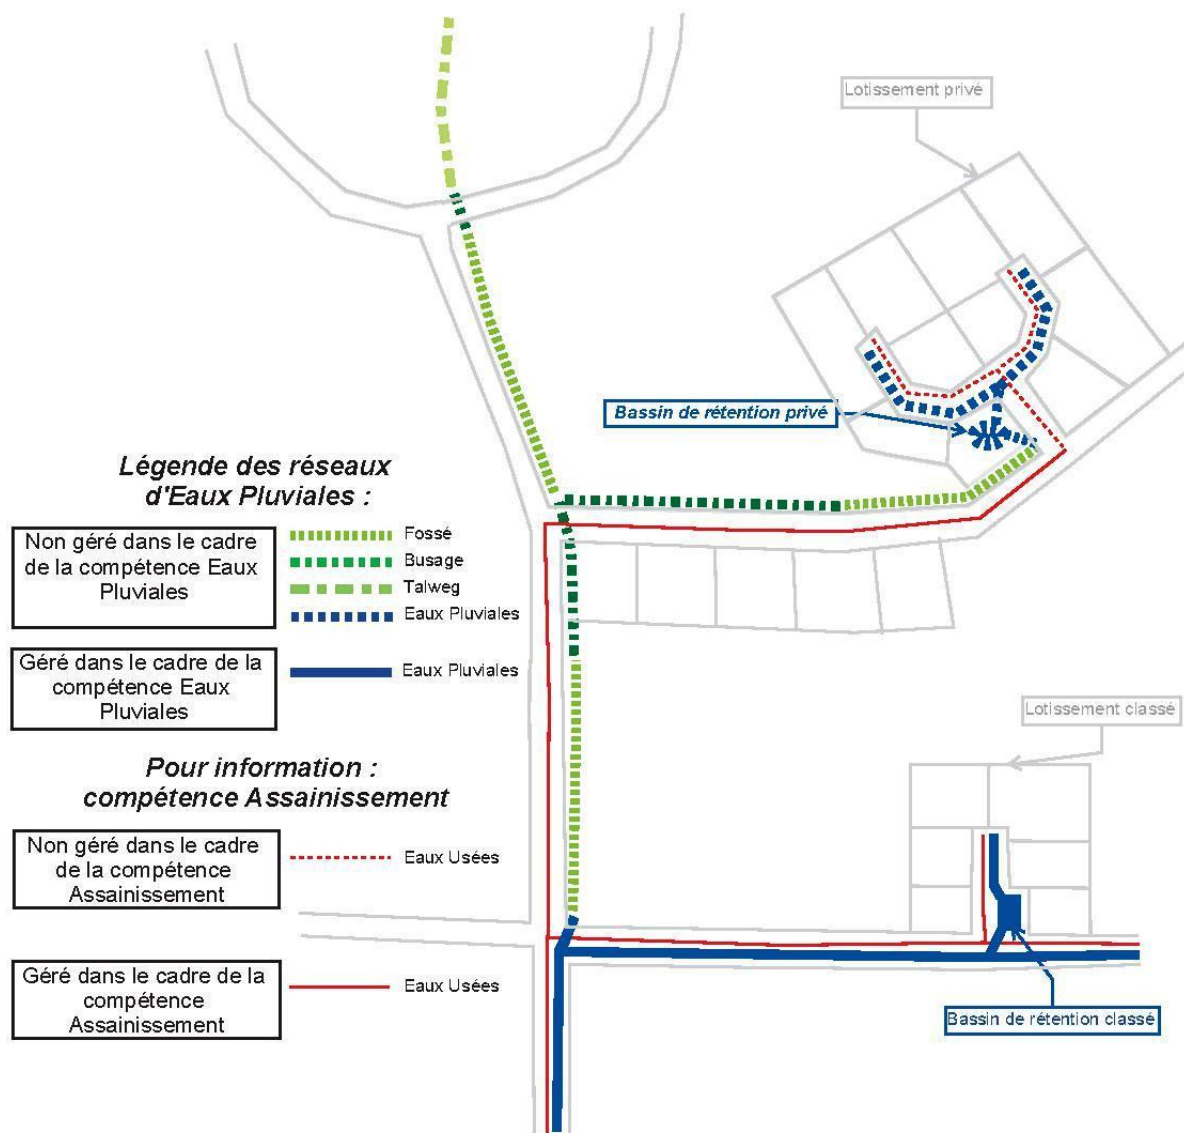 Lotissement privé
Bassin de rétention privé
Légende des réseaux
d'Eaux Pluviales :
Non géré dans le cadre
de la compétence Eaux
Pluviales
Fossé
Busage
Talweg
Eaux Pluviales
Géré dans le cadre de la
compétence Eaux
Pluviales
Eaux Pluviales
Lotissement classé
Pour information :
compétence Assainissement
Non géré dans le cadre
de la compétence
Assainissement
Eaux Usées
Géré dans le cadre de la
compétence
Assainissement
Eaux Usées
Bassin de rétention classé